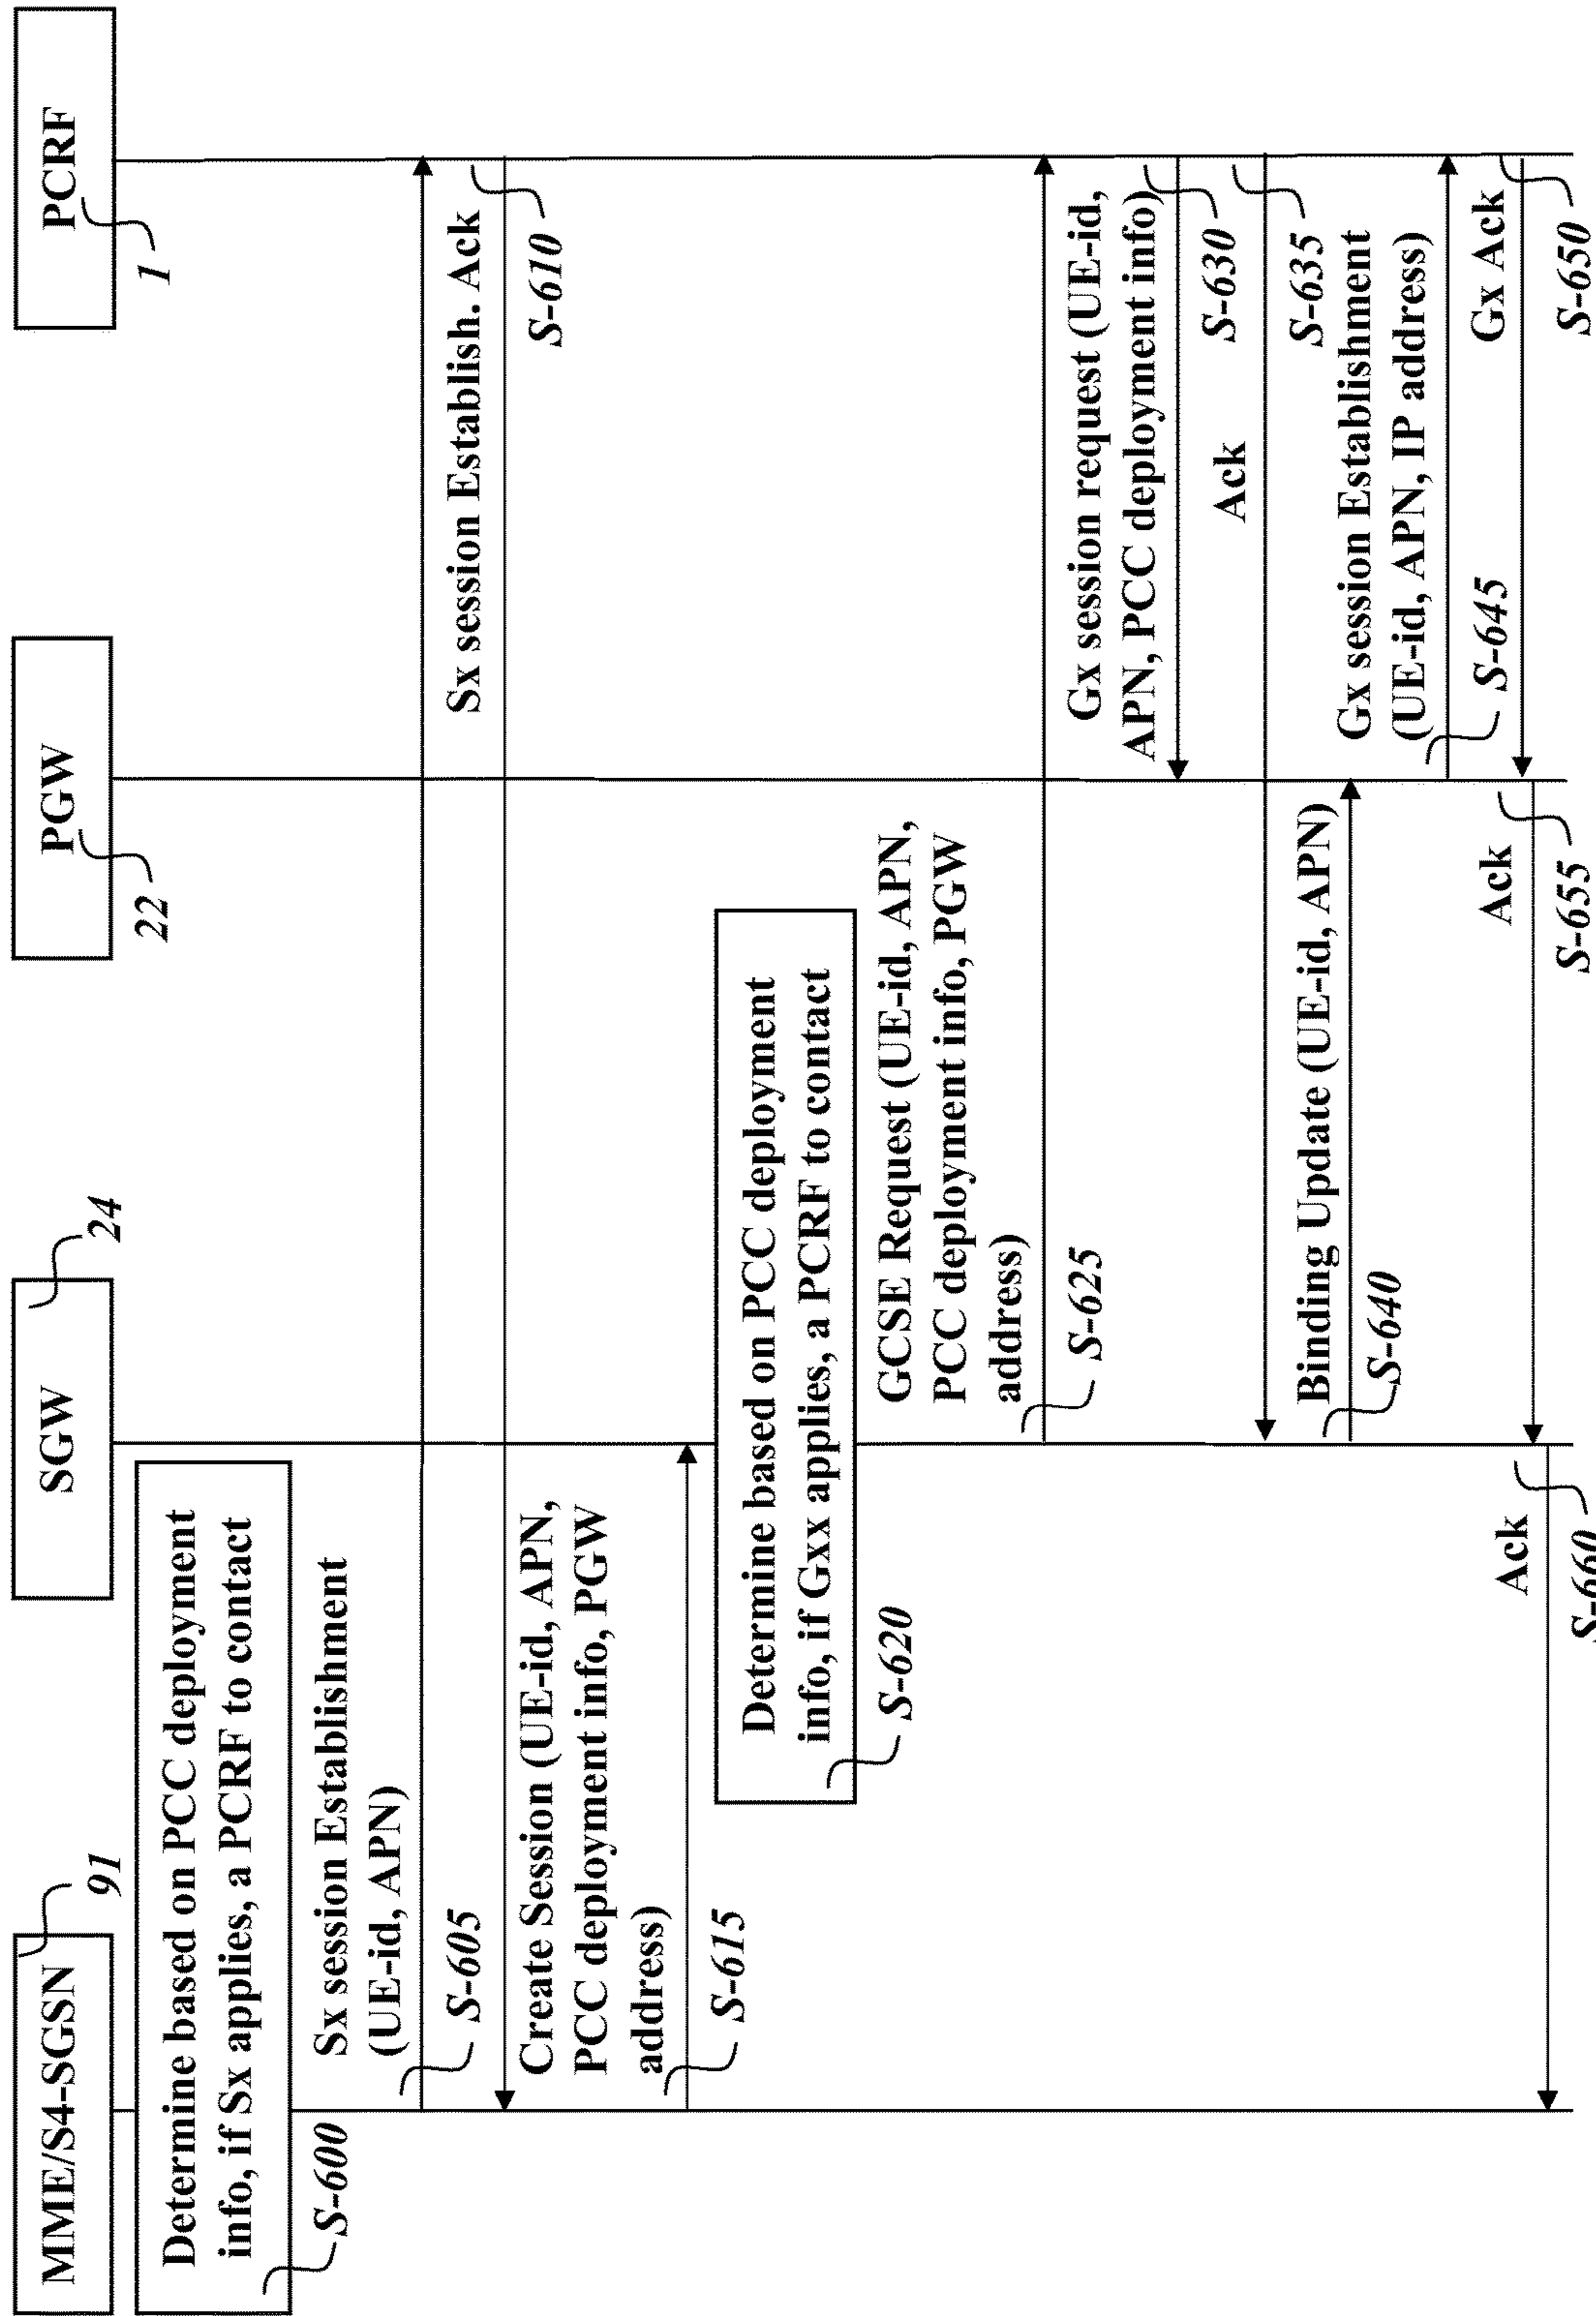 MME/S4-SGSN
91
SGW
24
PGW
22
PCRF
1
Determine based on PCC deployment
info, if Sx applies, a PCRF to contact
S-600
Sx session Establishment
(UE-id, APN)
S-605
Sx session Establish. Ack
S-610
Create Session (UE-id, APN,
PCC deployment info, PGW
address)
S-615
Determine based on PCC deployment
info, if Gxx applies, a PCRF to contact
S-620
GCSE Request (UE-id, APN,
PCC deployment info, PGW
address)
S-625
Gx session request (UE-id,
APN, PCC deployment info)
S-630
Ack
S-635
Binding Update (UE-id, APN)
S-640
Gx session Establishment
(UE-id, APN, IP address)
S-645
Gx Ack
S-650
Ack
S-655
Ack
S-660